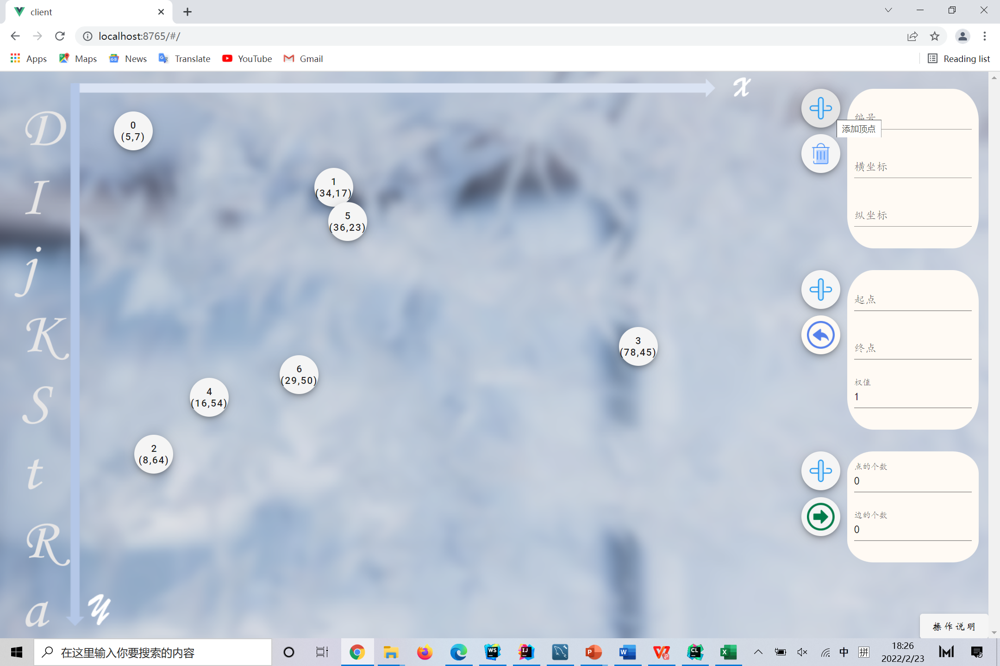 client
localhost:8765/#/
Apps
Maps
News
Translate
YouTube
Gmail
Reading list
x
D
I
j
K
S
t
R
a
y
0
(5,7)
1
(34,17)
5
(36,23)
3
(78,45)
6
(29,50)
4
(16,54)
2
(8,64)
编号
添加顶点
横坐标
纵坐标
起点
终点
权值
1
点的个数
0
边的个数
0
操作说明
在这里输入你要搜索的内容
中
拼
18:26
2022/2/23